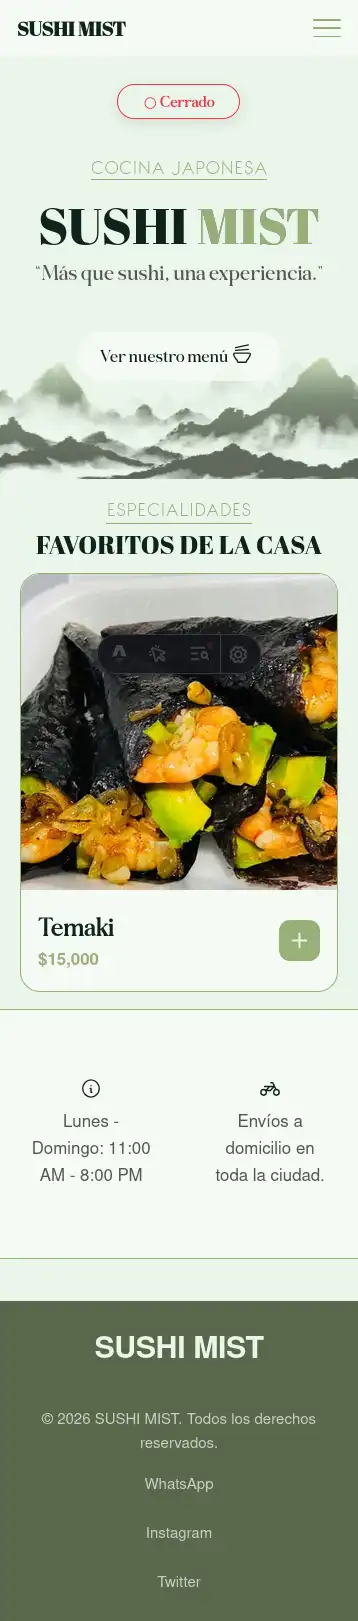 SUSHI MIST
Cerrado
COCINA JAPONESA
SUSHI MIST
“Más que sushi, una experiencia.”
Ver nuestro menú
ESPECIALIDADES
FAVORITOS DE LA CASA
Temaki
$15,000
Lunes -
Domingo: 11:00
AM - 8:00 PM
Envíos a
domicilio en
toda la ciudad.
SUSHI MIST
© 2026 SUSHI MIST. Todos los derechos
reservados.
WhatsApp
Instagram
Twitter